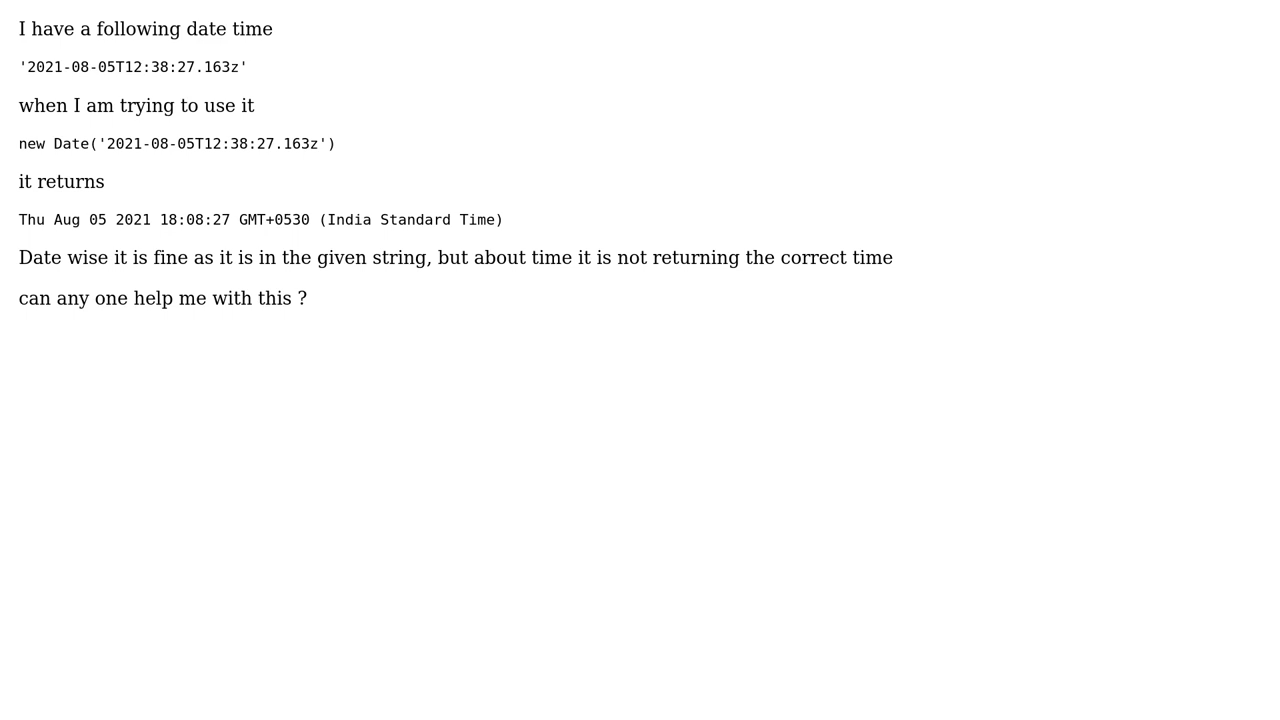 I have a following date time
'2021-08-05T12:38:27.163z'
when I am trying to use it
new Date('2021-08-05T12:38:27.163z')
it returns
Thu Aug 05 2021 18:08:27 GMT+0530 (India Standard Time)
Date wise it is fine as it is in the given string, but about time it is not returning the correct time
can any one help me with this ?